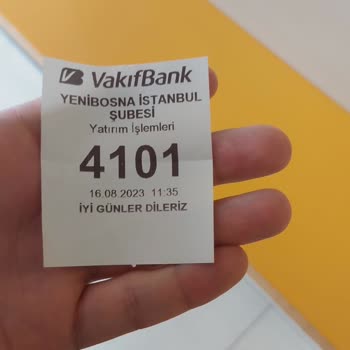 VakıfBank
YENİBOSNA İSTANBUL
ŞUBESİ
Yatırım İşlemleri
4101
16.08.2023 11:35
İYİ GÜNLER DİLERİZ